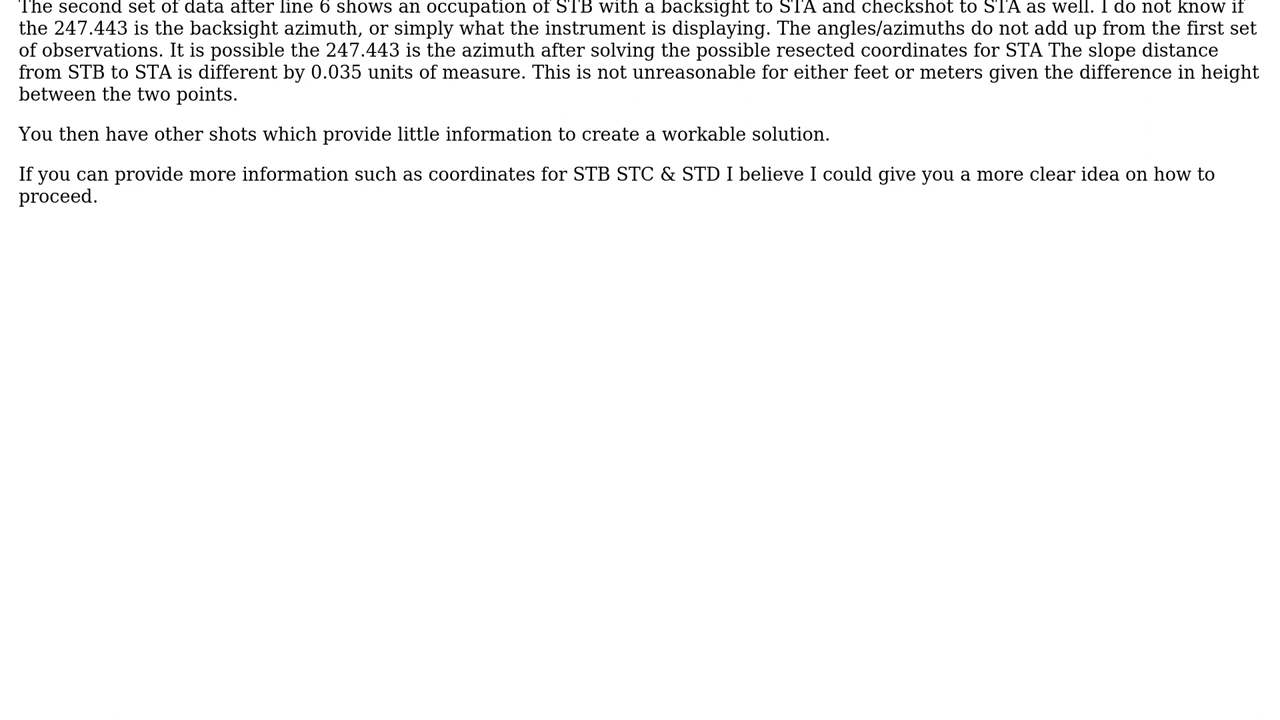 The second set of data after line 6 shows an occupation of STB with a backsight to STA and checkshot to STA as well. I do not know if
the 247.443 is the backsight azimuth, or simply what the instrument is displaying. The angles/azimuths do not add up from the first set
of observations. It is possible the 247.443 is the azimuth after solving the possible resected coordinates for STA The slope distance
from STB to STA is different by 0.035 units of measure. This is not unreasonable for either feet or meters given the difference in height
between the two points.
You then have other shots which provide little information to create a workable solution.
If you can provide more information such as coordinates for STB STC & STD I believe I could give you a more clear idea on how to
proceed.